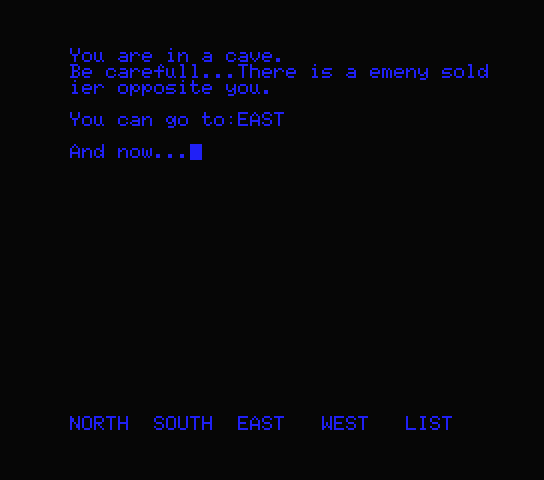 You are in a cave.
Be carefull...There is a emeny sold
ier opposite you.
You can go to:EAST
And now...
NORTH SOUTH EAST WEST LIST